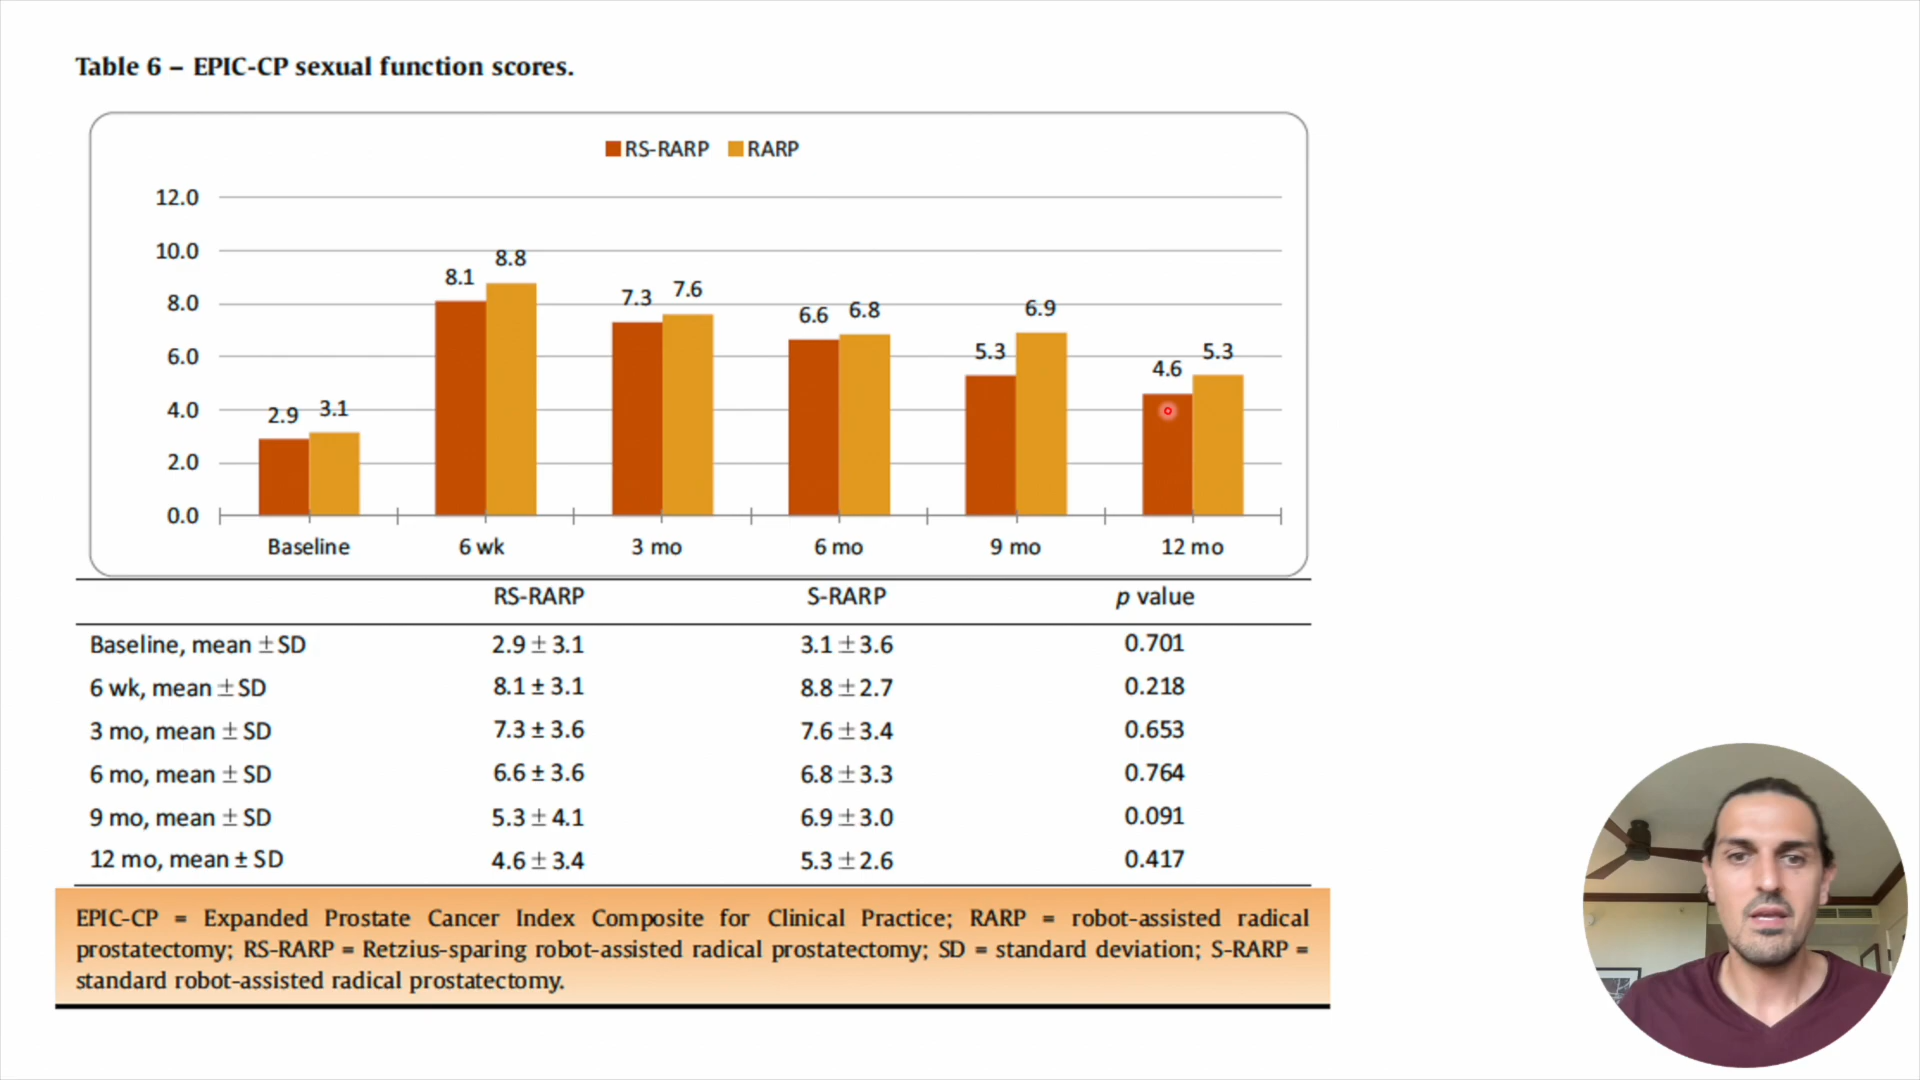 Table 6 – EPIC-CP sexual function scores.
RS-RARP RARP
12.0
10.0
8.0
6.0
4.0
2.0
0.0
2.9 3.1
8.1 8.8
7.3 7.6
6.6 6.8
5.3 6.9
4.6 5.3
Baseline 6 wk 3 mo 6 mo 9 mo 12 mo
RS-RARP S-RARP p value
Baseline, mean ± SD 2.9 ± 3.1 3.1 ± 3.6 0.701
6 wk, mean ± SD 8.1 ± 3.1 8.8 ± 2.7 0.218
3 mo, mean ± SD 7.3 ± 3.6 7.6 ± 3.4 0.653
6 mo, mean ± SD 6.6 ± 3.6 6.8 ± 3.3 0.764
9 mo, mean ± SD 5.3 ± 4.1 6.9 ± 3.0 0.091
12 mo, mean ± SD 4.6 ± 3.4 5.3 ± 2.6 0.417
EPIC-CP = Expanded Prostate Cancer Index Composite for Clinical Practice; RARP = robot-assisted radical
prostatectomy; RS-RARP = Retzius-sparing robot-assisted radical prostatectomy; SD = standard deviation; S-RARP =
standard robot-assisted radical prostatectomy.